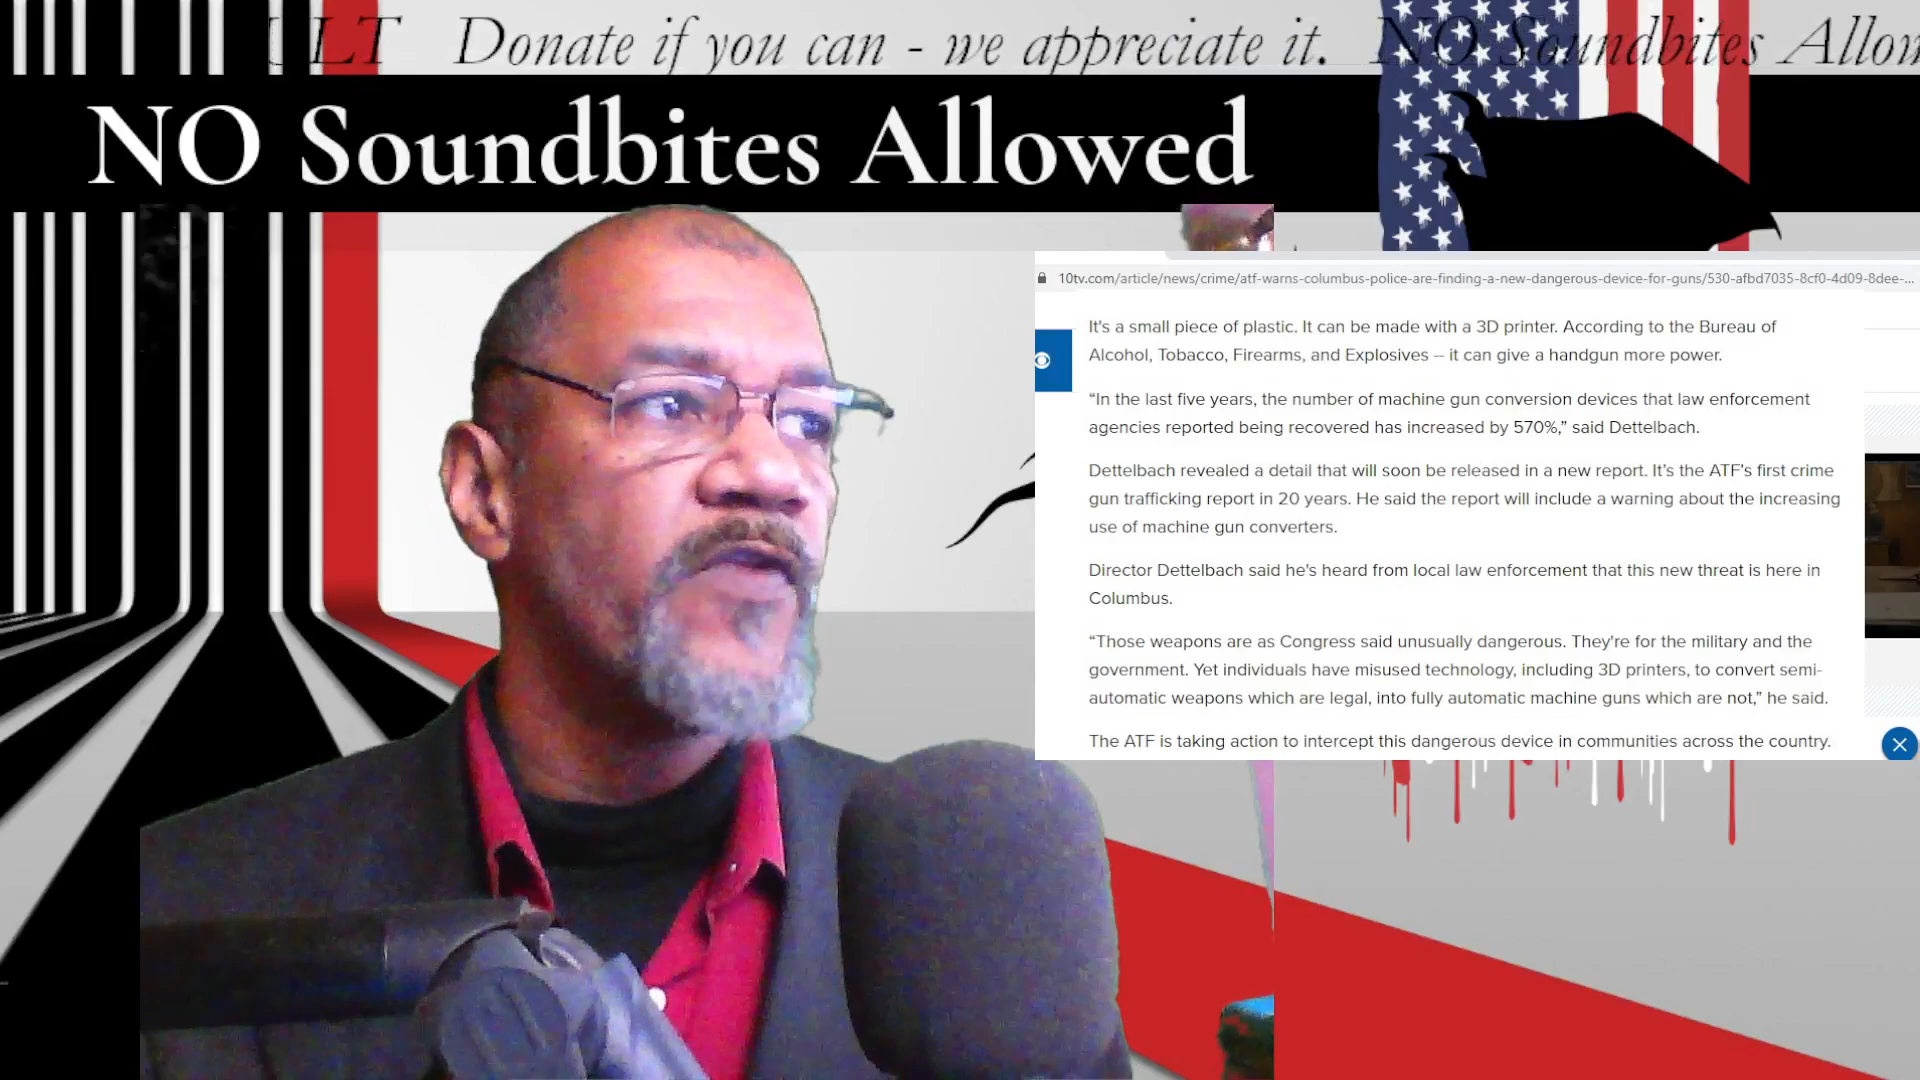 LT Donate if you can - we appreciate it. NO Soundbites Allow
NO Soundbites Allowed
10tv.com/article/news/crime/atf-warns-columbus-police-are-finding-a-new-dangerous-device-for-guns/530-afbd7035-8cf0-4d09-8dee-...
It's a small piece of plastic. It can be made with a 3D printer. According to the Bureau of
Alcohol, Tobacco, Firearms, and Explosives -- it can give a handgun more power.
“In the last five years, the number of machine gun conversion devices that law enforcement
agencies reported being recovered has increased by 570%,” said Dettelbach.
Dettelbach revealed a detail that will soon be released in a new report. It’s the ATF’s first crime
gun trafficking report in 20 years. He said the report will include a warning about the increasing
use of machine gun converters.
Director Dettelbach said he's heard from local law enforcement that this new threat is here in
Columbus.
“Those weapons are as Congress said unusually dangerous. They're for the military and the
government. Yet individuals have misused technology, including 3D printers, to convert semi-
automatic weapons which are legal, into fully automatic machine guns which are not,” he said.
The ATF is taking action to intercept this dangerous device in communities across the country.